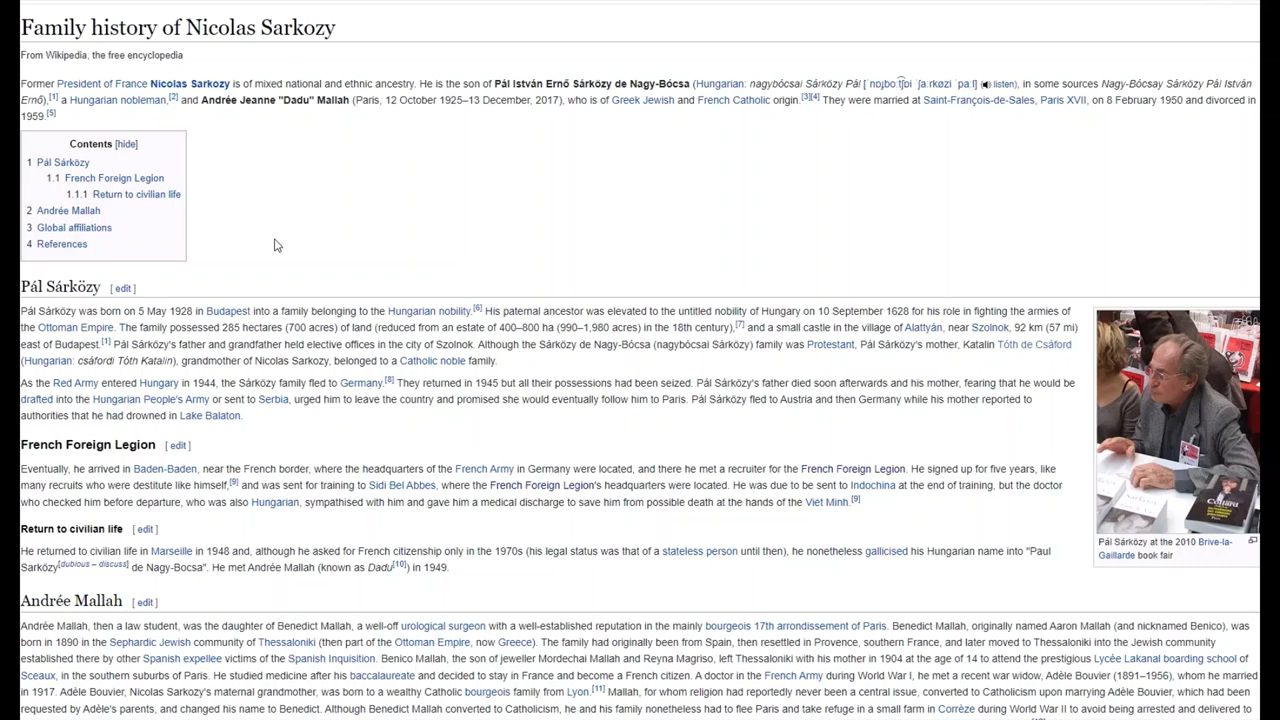 Family history of Nicolas Sarkozy
From Wikipedia, the free encyclopedia
Former President of France Nicolas Sarkozy is of mixed national and ethnic ancestry. He is the son of Pál István Ernő Sárközy de Nagy-Bócsa (Hungarian: nagybócsai Sárközy Pál [ˈnɒɟboːt͡ʃɒi ˈʃaːrkøzi ˈpaːl] (listen), in some sources Nagy-Bócsay Sárközy Pál István
Ernő),[1] a Hungarian nobleman,[2] and Andrée Jeanne "Dadu" Mallah (Paris, 12 October 1925–13 December, 2017), who is of Greek Jewish and French Catholic origin.[3][4] They were married at Saint-François-de-Sales, Paris XVII, on 8 February 1950 and divorced in
1959.[5]
Contents [hide]
1 Pál Sárközy
1.1 French Foreign Legion
1.1.1 Return to civilian life
2 Andrée Mallah
3 Global affiliations
4 References
Pál Sárközy [ edit ]
Pál Sárközy was born on 5 May 1928 in Budapest into a family belonging to the Hungarian nobility.[6] His paternal ancestor was elevated to the untitled nobility of Hungary on 10 September 1628 for his role in fighting the armies of
the Ottoman Empire. The family possessed 285 hectares (700 acres) of land (reduced from an estate of 400–800 ha (990–1,980 acres) in the 18th century),[7] and a small castle in the village of Alattyán, near Szolnok, 92 km (57 mi)
east of Budapest.[1] Pál Sárközy's father and grandfather held elective offices in the city of Szolnok. Although the Sárközy de Nagy-Bócsa (nagybócsai Sárközy) family was Protestant, Pál Sárközy's mother, Katalin Tóth de Csáford
(Hungarian: csáfordi Tóth Katalin), grandmother of Nicolas Sarkozy, belonged to a Catholic noble family.
As the Red Army entered Hungary in 1944, the Sárközy family fled to Germany.[8] They returned in 1945 but all their possessions had been seized. Pál Sárközy's father died soon afterwards and his mother, fearing that he would be
drafted into the Hungarian People's Army or sent to Serbia, urged him to leave the country and promised she would eventually follow him to Paris. Pál Sárközy fled to Austria and then Germany while his mother reported to
authorities that he had drowned in Lake Balaton.
Pál Sárközy at the 2010 Brive-la-
Gaillarde book fair
French Foreign Legion [ edit ]
Eventually, he arrived in Baden-Baden, near the French border, where the headquarters of the French Army in Germany were located, and there he met a recruiter for the French Foreign Legion. He signed up for five years, like
many recruits who were destitute like himself,[9] and was sent for training to Sidi Bel Abbes, where the French Foreign Legion's headquarters were located. He was due to be sent to Indochina at the end of training, but the doctor
who checked him before departure, who was also Hungarian, sympathised with him and gave him a medical discharge to save him from possible death at the hands of the Viet Minh.[9]
Return to civilian life [ edit ]
He returned to civilian life in Marseille in 1948 and, although he asked for French citizenship only in the 1970s (his legal status was that of a stateless person until then), he nonetheless gallicised his Hungarian name into "Paul
Sarközy[dubious – discuss] de Nagy-Bocsa". He met Andrée Mallah (known as Dadu[10]) in 1949.
Andrée Mallah [ edit ]
Andrée Mallah, then a law student, was the daughter of Benedict Mallah, a well-off urological surgeon with a well-established reputation in the mainly bourgeois 17th arrondissement of Paris. Benedict Mallah, originally named Aaron Mallah (and nicknamed Benico), was
born in 1890 in the Sephardic Jewish community of Thessaloniki (then part of the Ottoman Empire, now Greece). The family had originally been from Spain, then resettled in Provence, southern France, and later moved to Thessaloniki into the Jewish community
established there by other Spanish expellee victims of the Spanish Inquisition. Benico Mallah, the son of jeweller Mordechai Mallah and Reyna Magriso, left Thessaloniki with his mother in 1904 at the age of 14 to attend the prestigious Lycée Lakanal boarding school of
Sceaux, in the southern suburbs of Paris. He studied medicine after his baccalaureate and decided to stay in France and become a French citizen. A doctor in the French Army during World War I, he met a recent war widow, Adèle Bouvier (1891–1956), whom he married
in 1917. Adèle Bouvier, Nicolas Sarkozy's maternal grandmother, was born to a wealthy Catholic bourgeois family from Lyon.[11] Mallah, for whom religion had reportedly never been a central issue, converted to Catholicism upon marrying Adèle Bouvier, which had been
requested by Adèle's parents, and changed his name to Benedict. Although Benedict Mallah converted to Catholicism, he and his family nonetheless had to flee Paris and take refuge in a small farm in Corrèze during World War II to avoid being arrested and delivered to